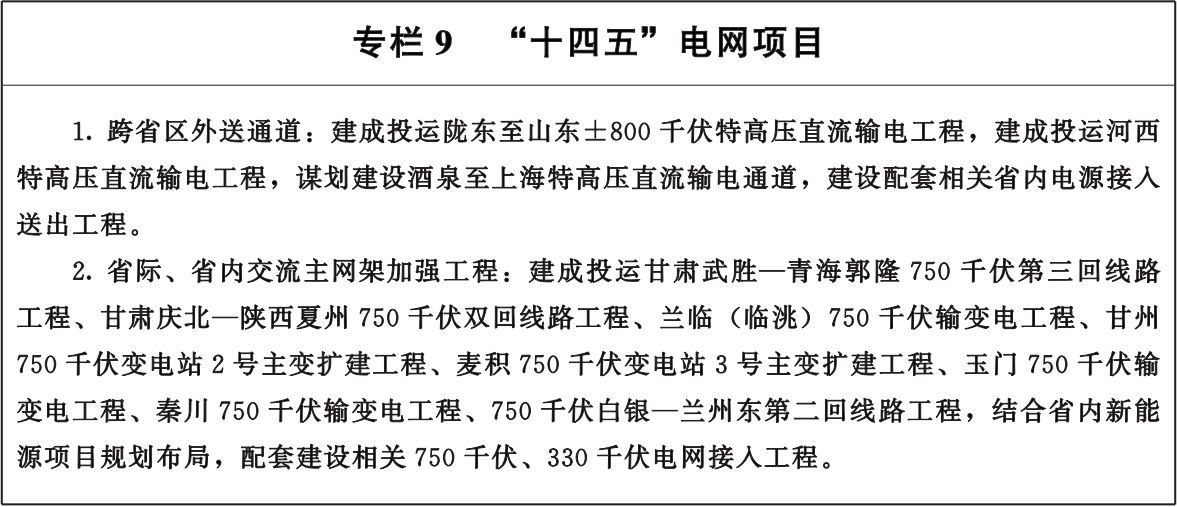 专栏 9 “十四五”电网项目
1. 跨省区外送通道：建成投运陇东至山东±800 千伏特高压直流输电工程，建成投运河西
特高压直流输电工程，谋划建设酒泉至上海特高压直流输电通道，建设配套相关省内电源接入
送出工程。
2. 省际、省内交流主网架加强工程：建成投运甘肃武胜—青海郭隆 750 千伏第三回线路
工程、甘肃庆北—陕西夏州 750 千伏双回线路工程、兰临（临洮）750 千伏输变电工程、甘州
750 千伏变电站 2 号主变扩建工程、麦积 750 千伏变电站 3 号主变扩建工程、玉门 750 千伏输
变电工程、秦川 750 千伏输变电工程、750 千伏白银—兰州东第二回线路工程，结合省内新能
源项目规划布局，配套建设相关 750 千伏、330 千伏电网接入工程。